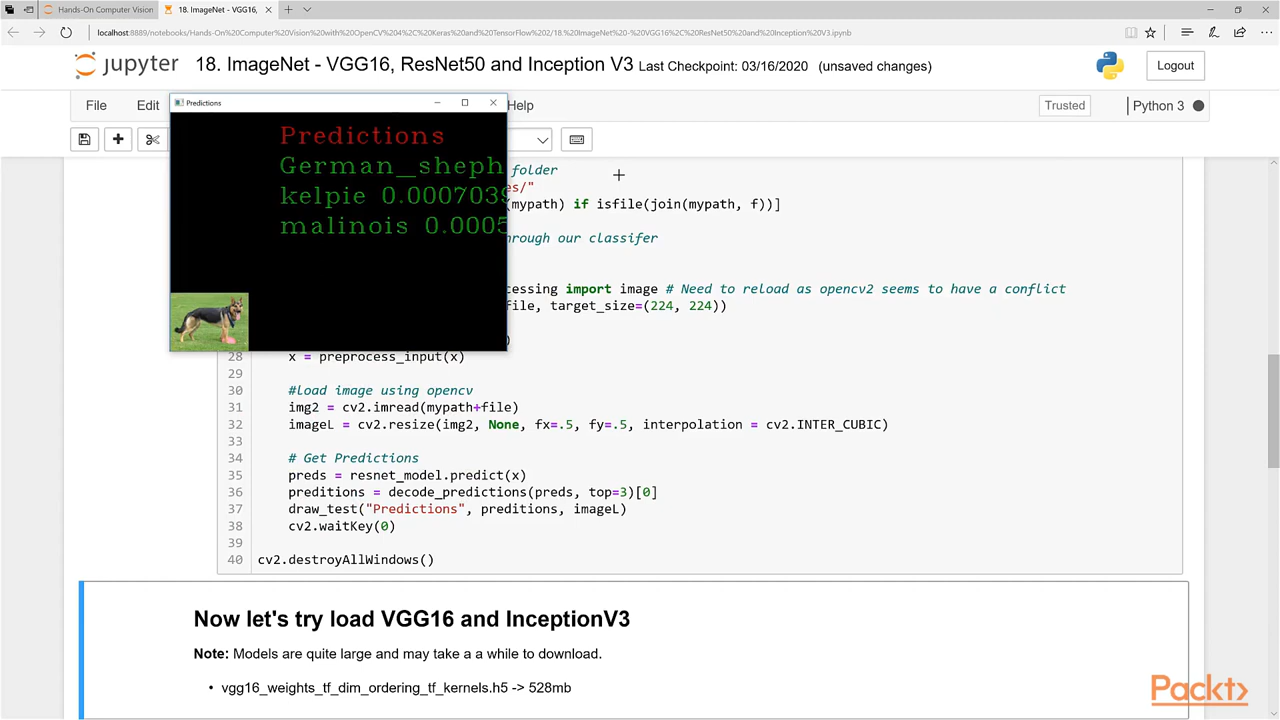 Hands-On Computer Vision
18. ImageNet - VGG16,
localhost:8889/notebooks/Hands-On%20Computer%20Vision%20with%20OpenCV%204%2C%20Keras%20and%20TensorFlow%202/18.%20ImageNet%20-%20VGG16%2C%20ResNet50%20and%20Inception%20V3.ipynb
jupyter 18. ImageNet - VGG16, ResNet50 and Inception V3 Last Checkpoint: 03/16/2020 (unsaved changes) Logout
File Edit Help Trusted Python 3
Predictions
Predictions
German_sheph
kelpie 0.000703
malinois 0.0005
folder
es/"
(mypath) if isfile(join(mypath, f))]
hrough our classifer
essing import image # Need to reload as opencv2 seems to have a conflict
file, target_size=(224, 224))
)
28 x = preprocess_input(x)
29
30 #load image using opencv
31 img2 = cv2.imread(mypath+file)
32 imageL = cv2.resize(img2, None, fx=.5, fy=.5, interpolation = cv2.INTER_CUBIC)
33
34 # Get Predictions
35 preds = resnet_model.predict(x)
36 preditions = decode_predictions(preds, top=3)[0]
37 draw_test("Predictions", preditions, imageL)
38 cv2.waitKey(0)
39
40 cv2.destroyAllWindows()
Now let's try load VGG16 and InceptionV3
Note: Models are quite large and may take a a while to download.
• vgg16_weights_tf_dim_ordering_tf_kernels.h5 -> 528mb
Packt>